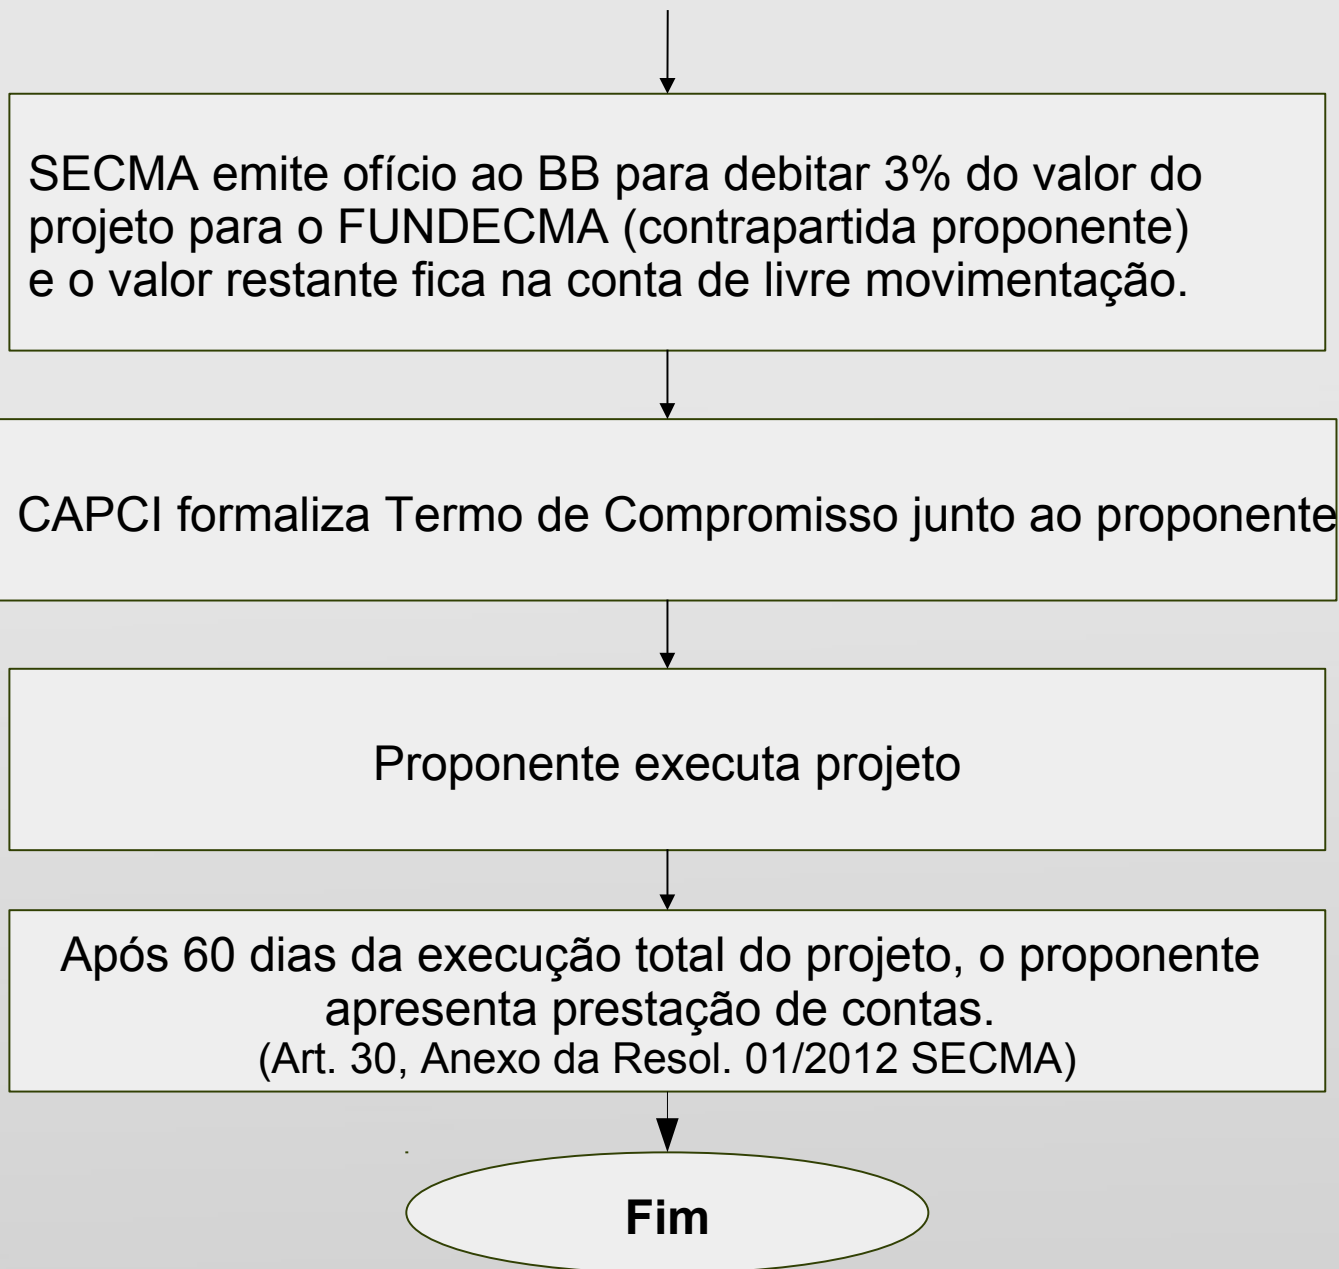 SECMA emite ofício ao BB para debitar 3% do valor do
projeto para o FUNDECMA (contrapartida proponente)
e o valor restante fica na conta de livre movimentação.
CAPCI formaliza Termo de Compromisso junto ao proponente
Proponente executa projeto
Após 60 dias da execução total do projeto, o proponente
apresenta prestação de contas.
(Art. 30, Anexo da Resol. 01/2012 SECMA)
Fim